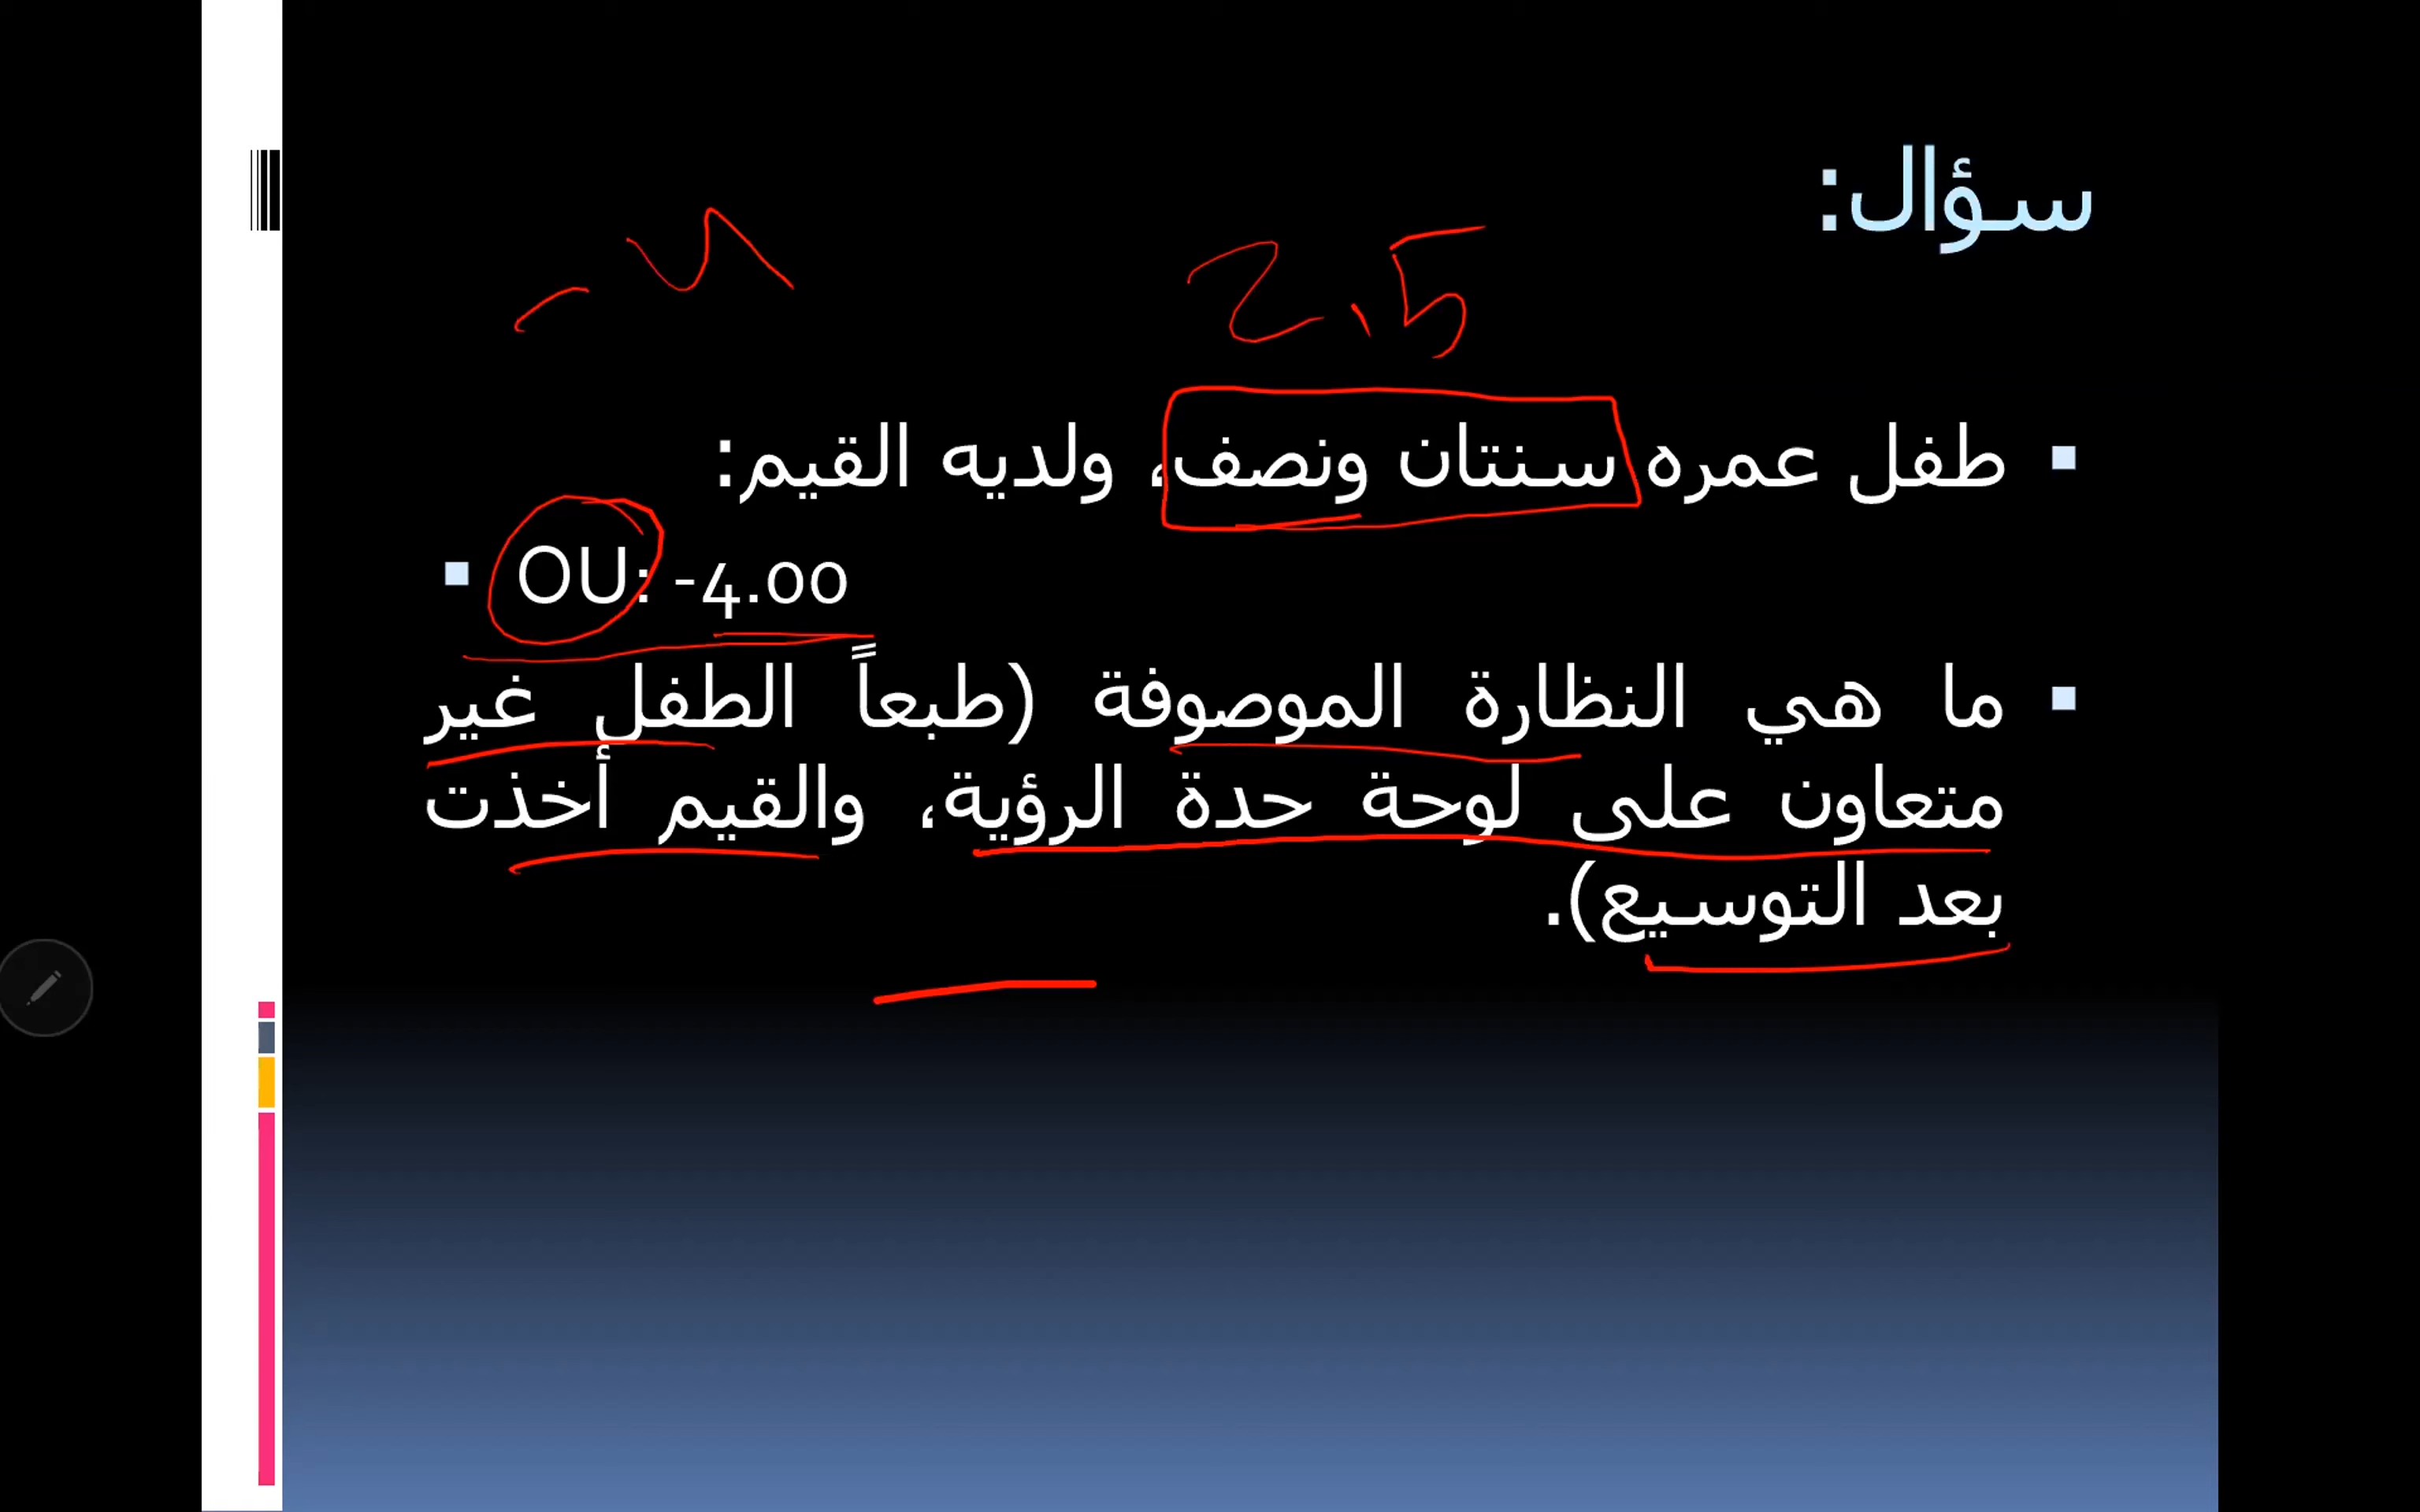 سؤال:
-4
2,5
طفل عمره سنتان ونصف، ولديه القيم:
OU: -4.00
ما هي النظارة الموصوفة (طبعاً الطفل غير
متعاون على لوحة حدة الرؤية، والقيم أخذت
بعد التوسيع).